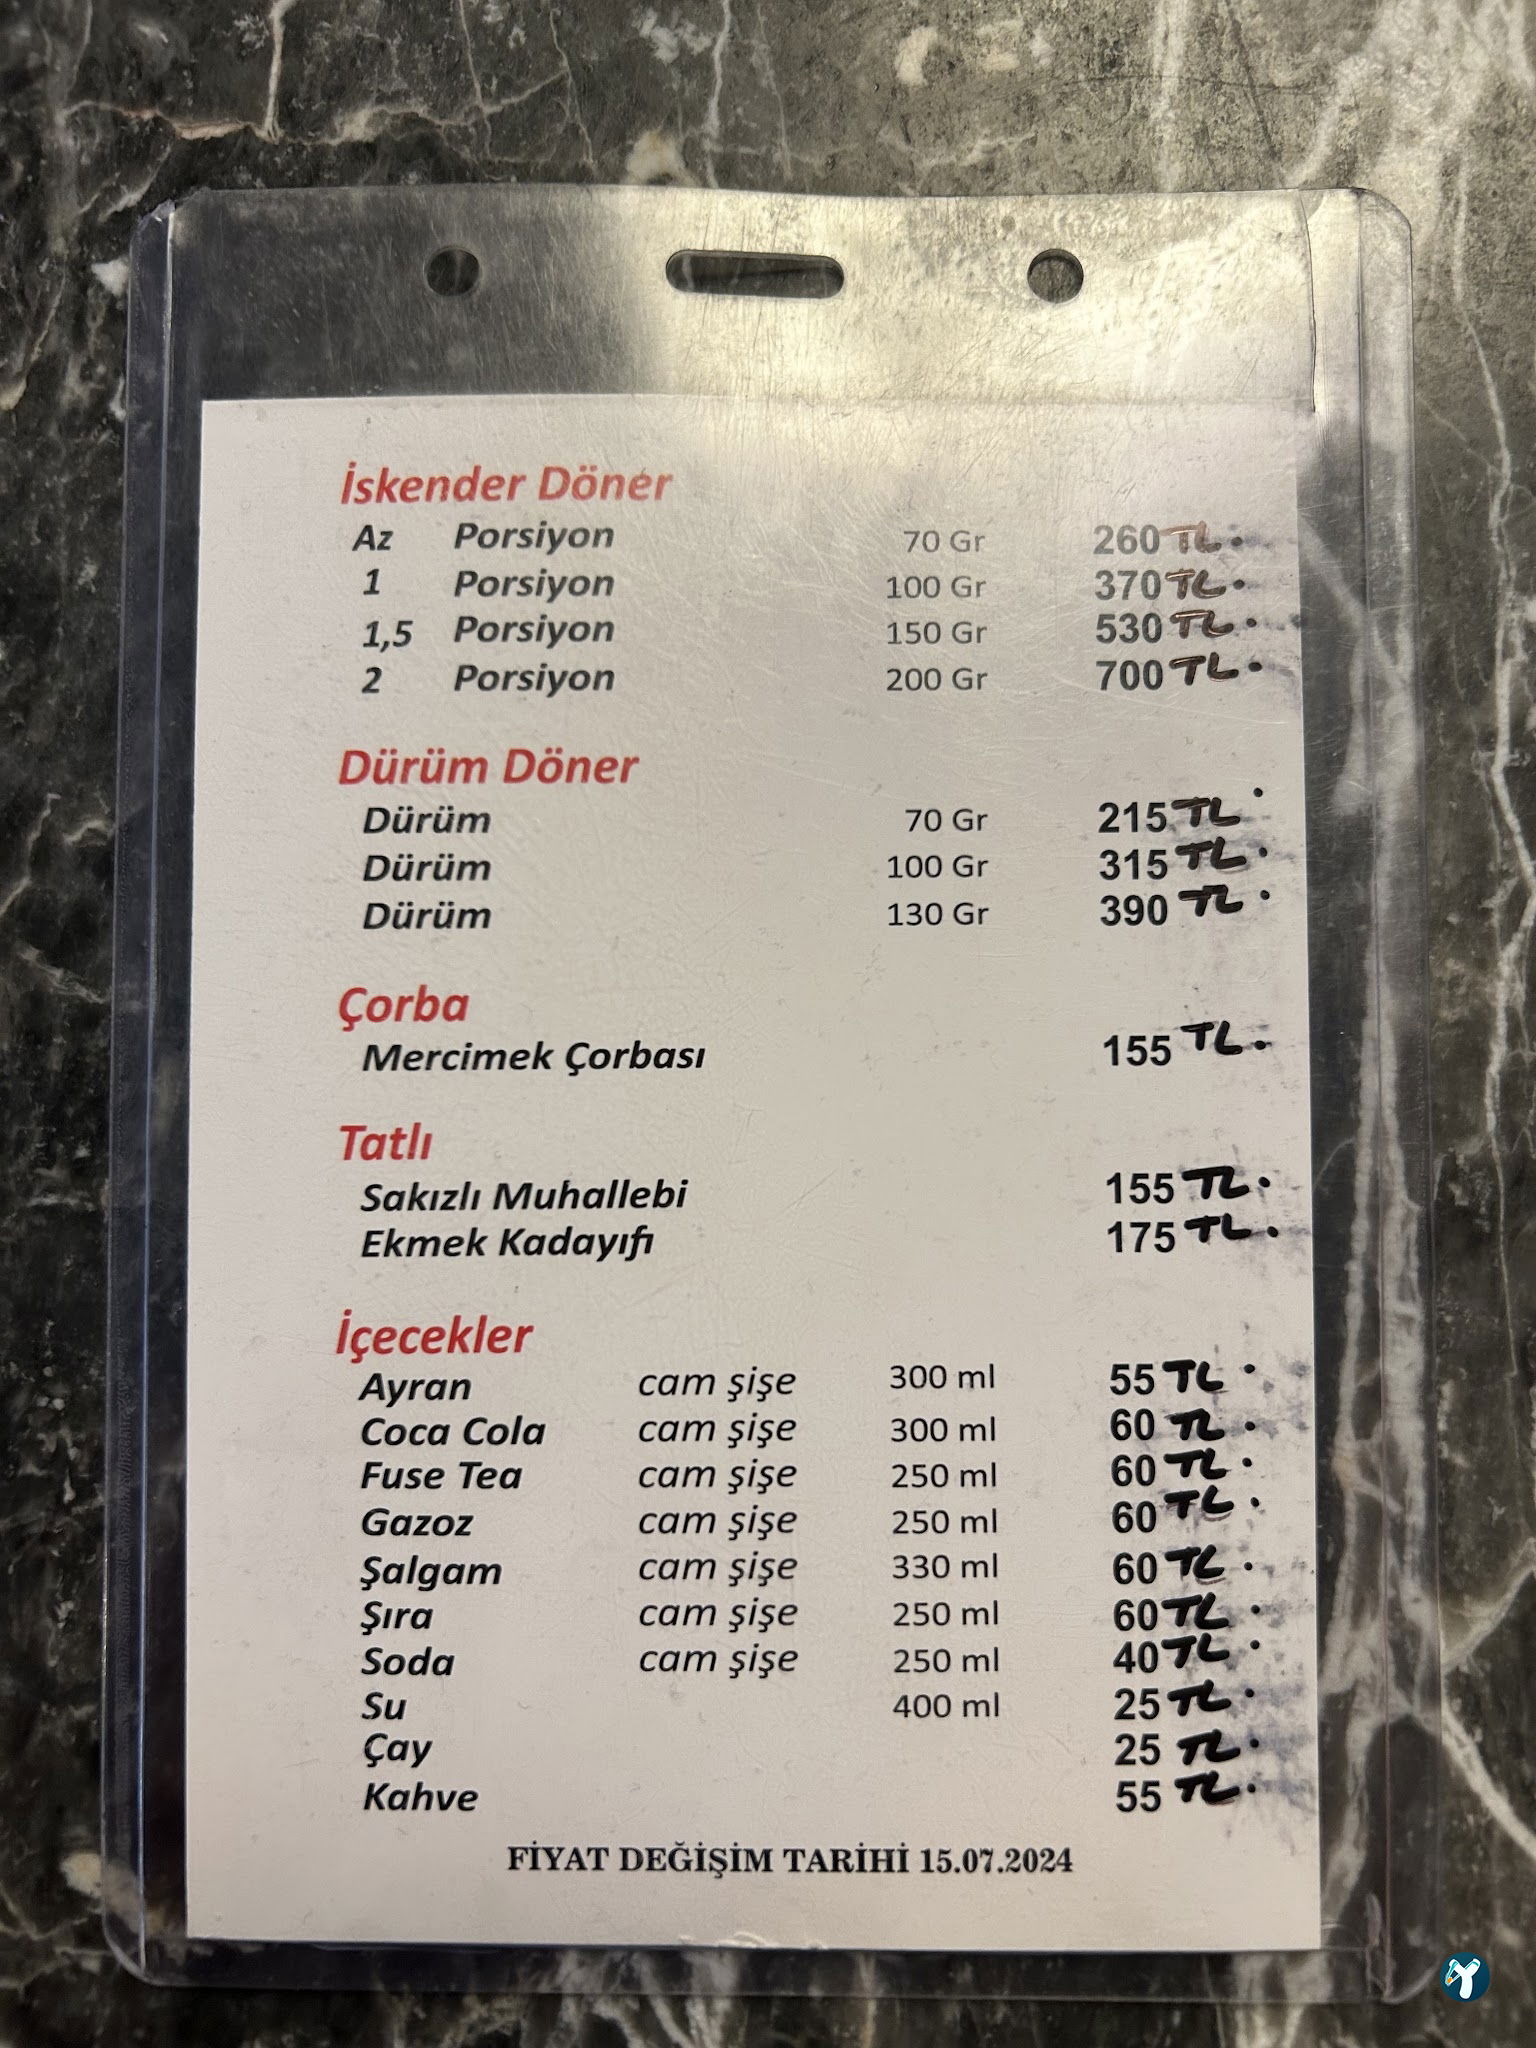 İskender Döner
Az Porsiyon 70 Gr 260 TL.
1 Porsiyon 100 Gr 370 TL.
1,5 Porsiyon 150 Gr 530 TL.
2 Porsiyon 200 Gr 700 TL.
Dürüm Döner
Dürüm 70 Gr 215 TL.
Dürüm 100 Gr 315 TL.
Dürüm 130 Gr 390 TL.
Çorba
Mercimek Çorbası 155 TL.
Tatlı
Sakızlı Muhallebi 155 TL.
Ekmek Kadayıfı 175 TL.
İçecekler
Ayran cam şişe 300 ml 55 TL.
Coca Cola cam şişe 300 ml 60 TL.
Fuse Tea cam şişe 250 ml 60 TL.
Gazoz cam şişe 250 ml 60 TL.
Şalgam cam şişe 330 ml 60 TL.
Şıra cam şişe 250 ml 60 TL.
Soda cam şişe 250 ml 40 TL.
Su 400 ml 25 TL.
Çay 25 TL.
Kahve 55 TL.
FİYAT DEĞİŞİM TARİHİ 15.07.2024